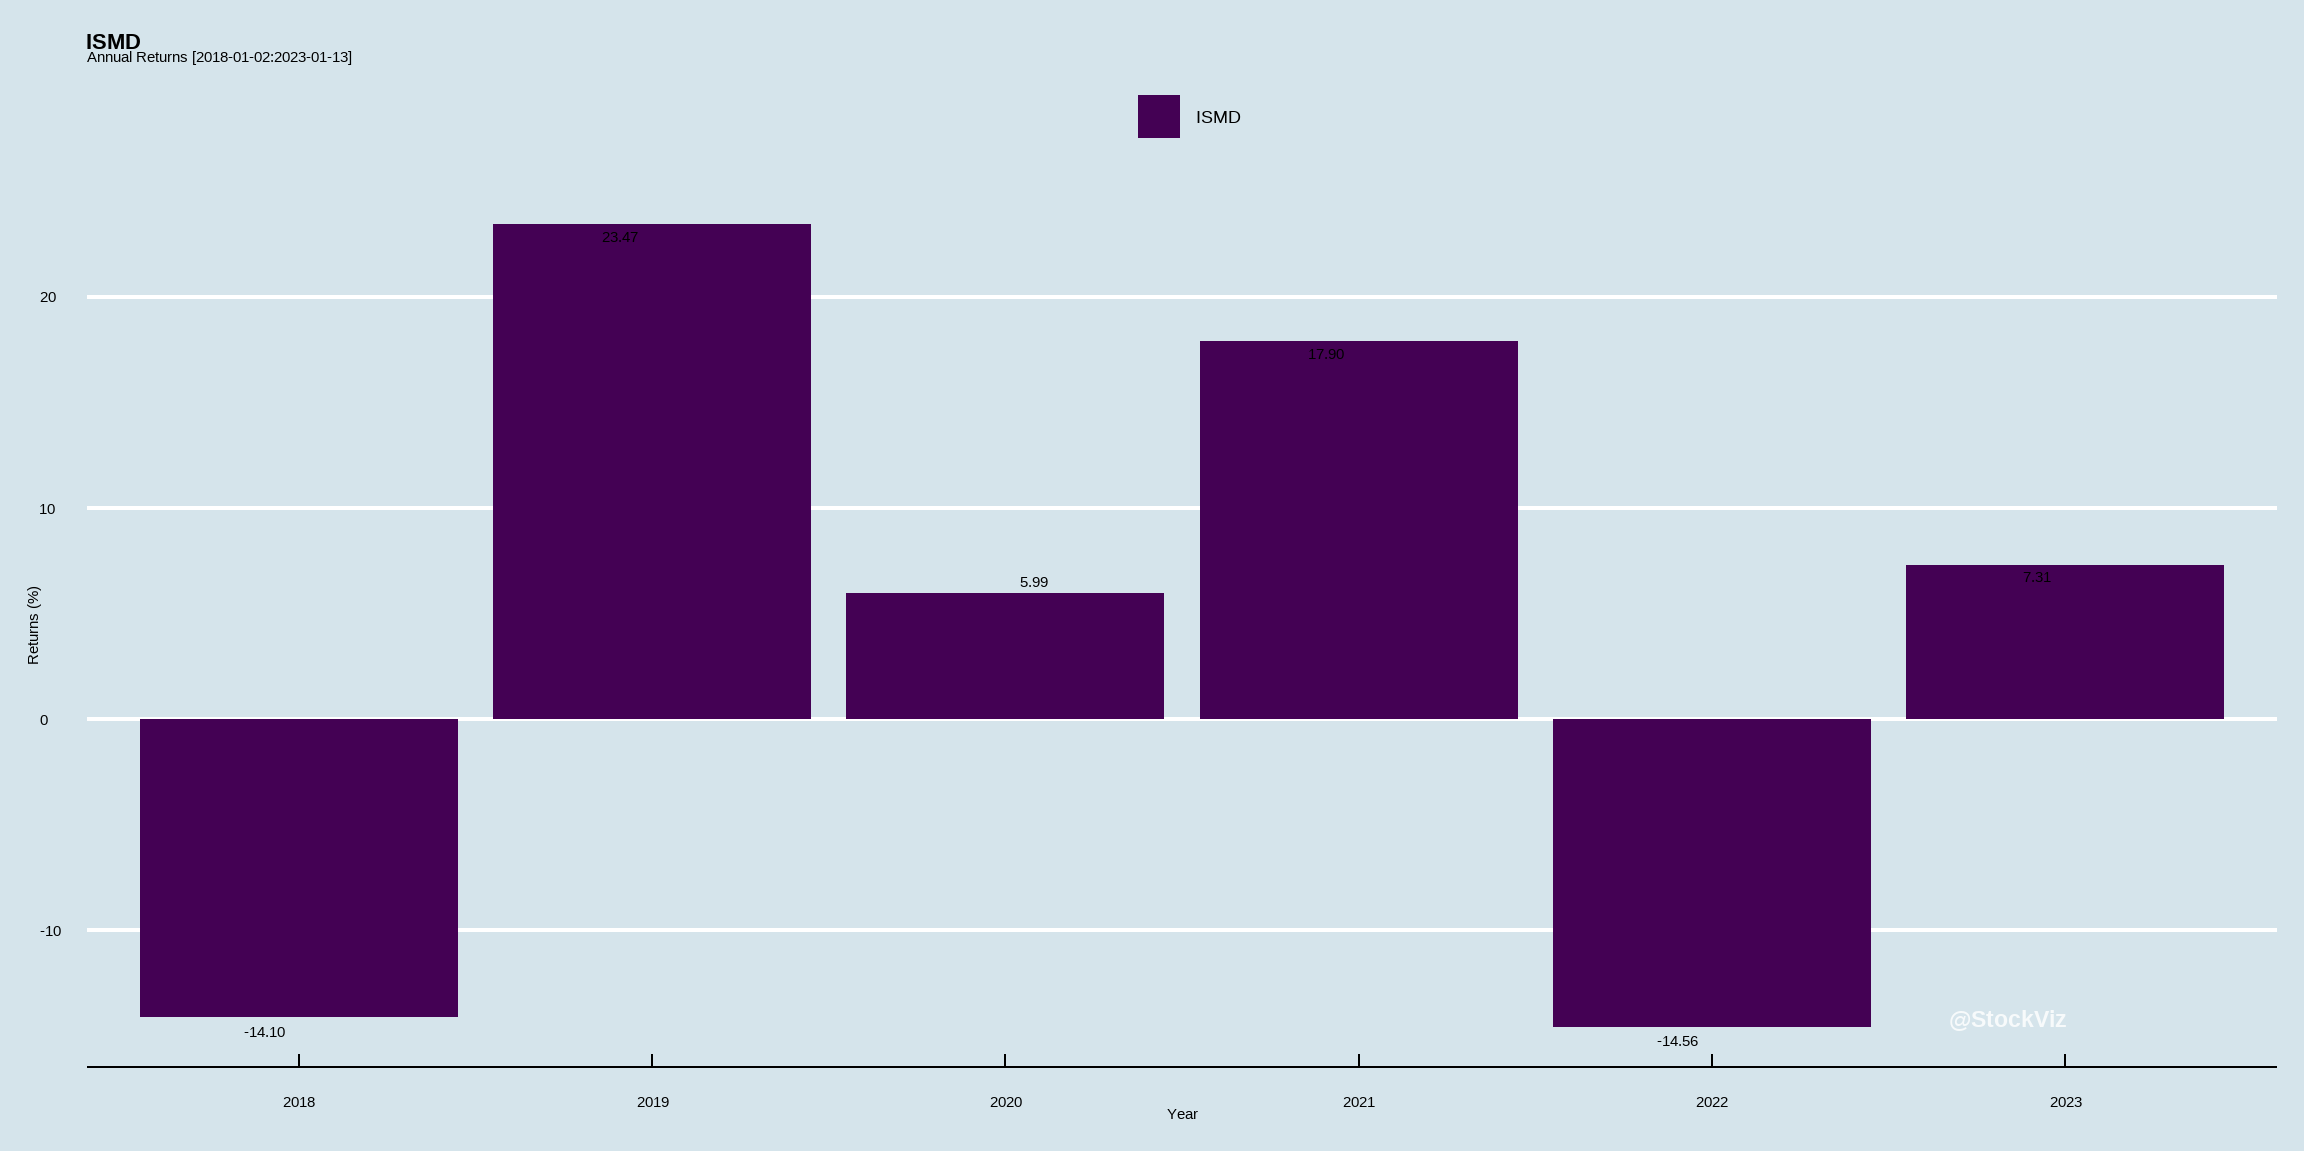 ISMD
Annual Returns [2018-01-02:2023-01-13]
ISMD
23.47
20
17.90
10
7.31
5.99
Returns (%)
0
-10
@StockViz
-14.10
-14.56
2018 2019 2020 2021 2022 2023
Year